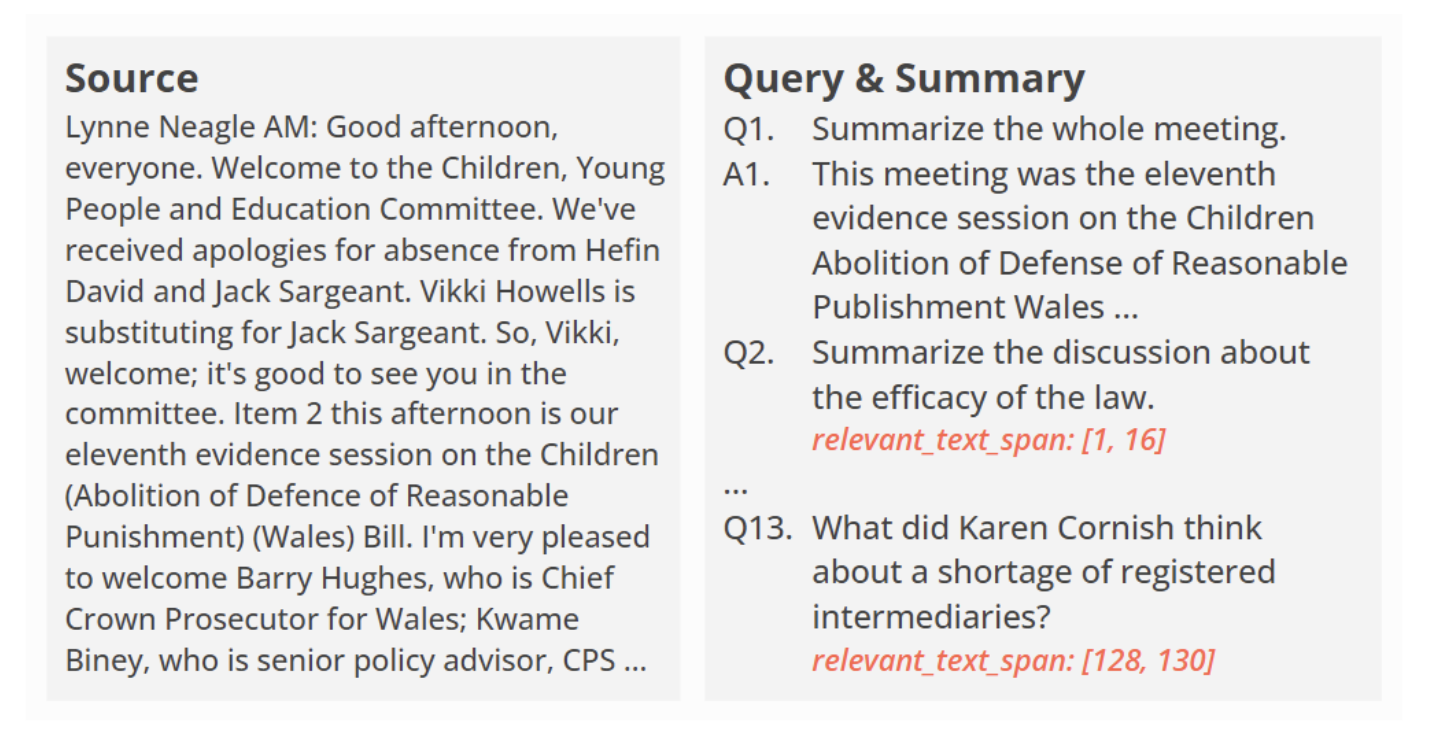 Source
Lynne Neagle AM: Good afternoon,
everyone. Welcome to the Children, Young
People and Education Committee. We've
received apologies for absence from Hefin
David and Jack Sargeant. Vikki Howells is
substituting for Jack Sargeant. So, Vikki,
welcome; it's good to see you in the
committee. Item 2 this afternoon is our
eleventh evidence session on the Children
(Abolition of Defence of Reasonable
Punishment) (Wales) Bill. I'm very pleased
to welcome Barry Hughes, who is Chief
Crown Prosecutor for Wales; Kwame
Biney, who is senior policy advisor, CPS ...
Query & Summary
Q1. Summarize the whole meeting.
A1. This meeting was the eleventh
evidence session on the Children
Abolition of Defense of Reasonable
Publishment Wales ...
Q2. Summarize the discussion about
the efficacy of the law.
relevant_text_span: [1, 16]
...
Q13. What did Karen Cornish think
about a shortage of registered
intermediaries?
relevant_text_span: [128, 130]